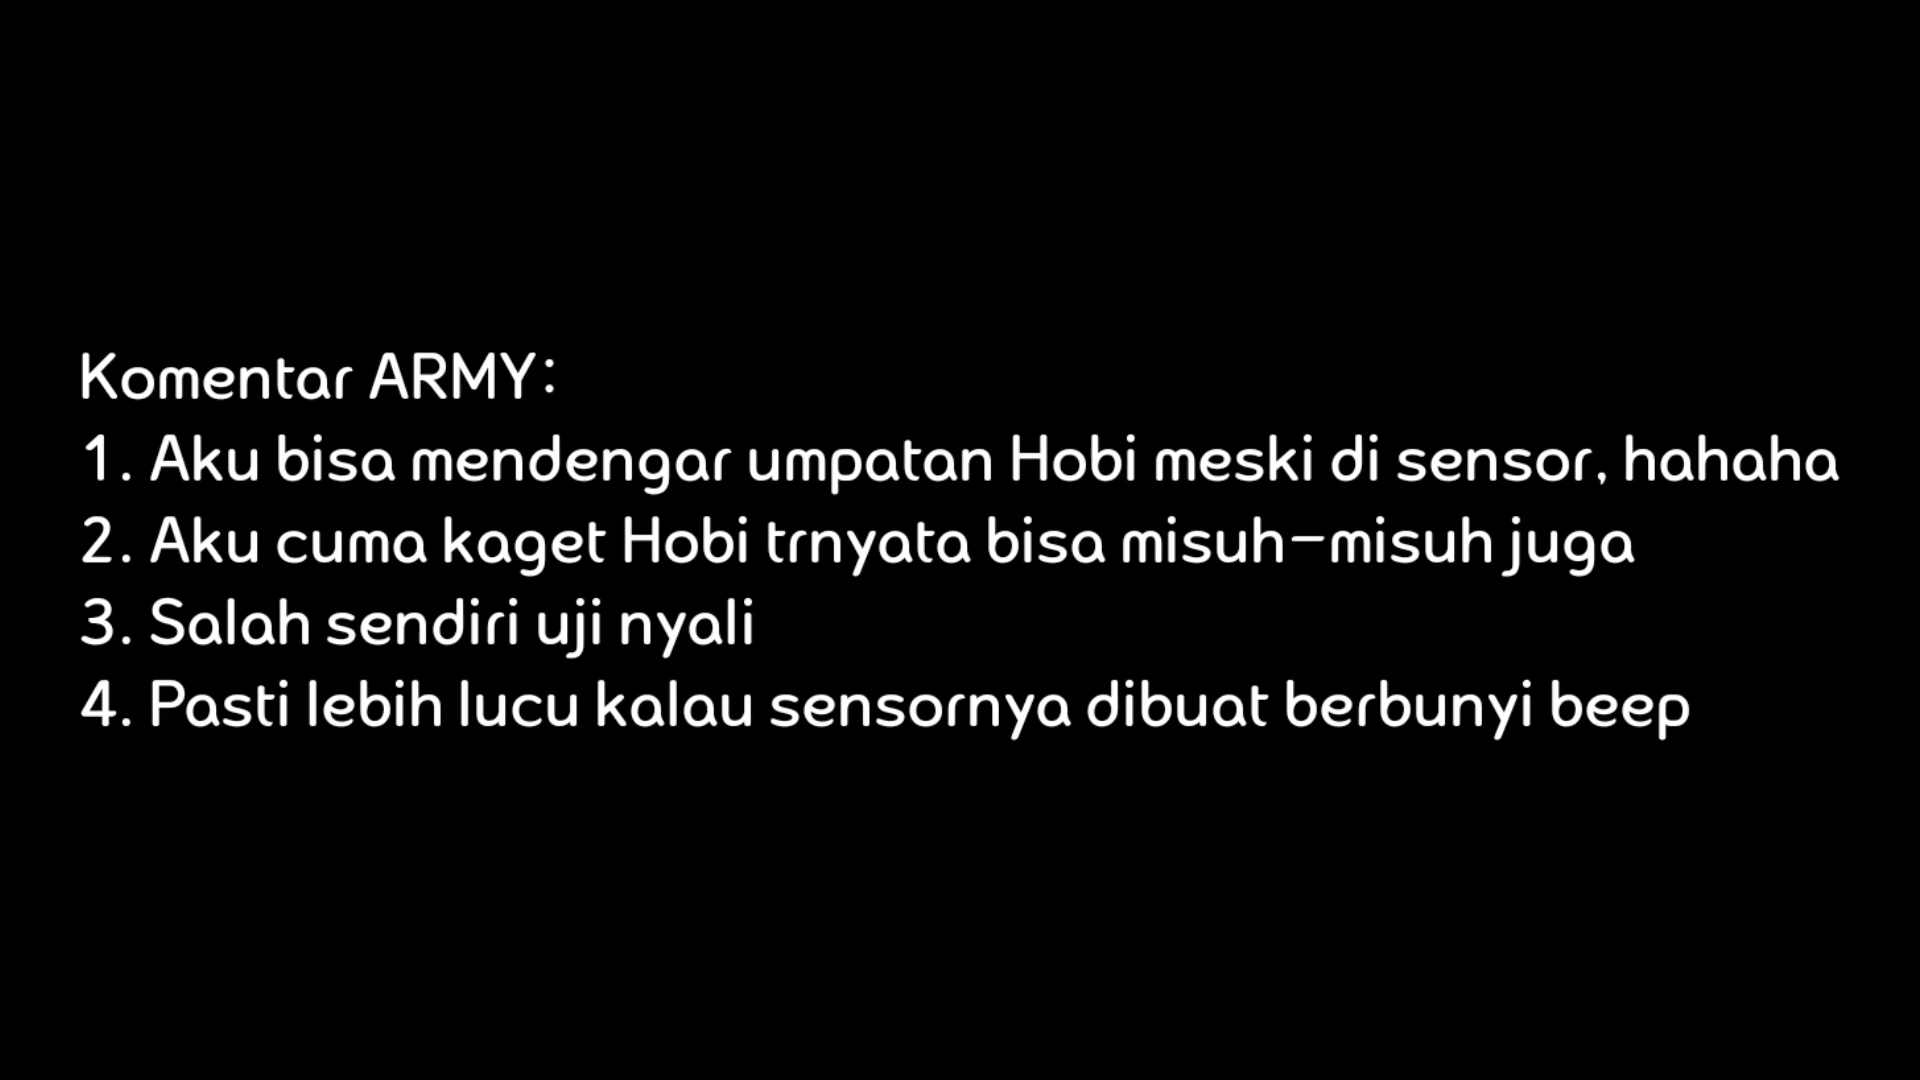 Komentar ARMY:
1. Aku bisa mendengar umpatan Hobi meski di sensor, hahaha
2. Aku cuma kaget Hobi trnyata bisa misuh-misuh juga
3. Salah sendiri uji nyali
4. Pasti lebih lucu kalau sensornya dibuat berbunyi beep